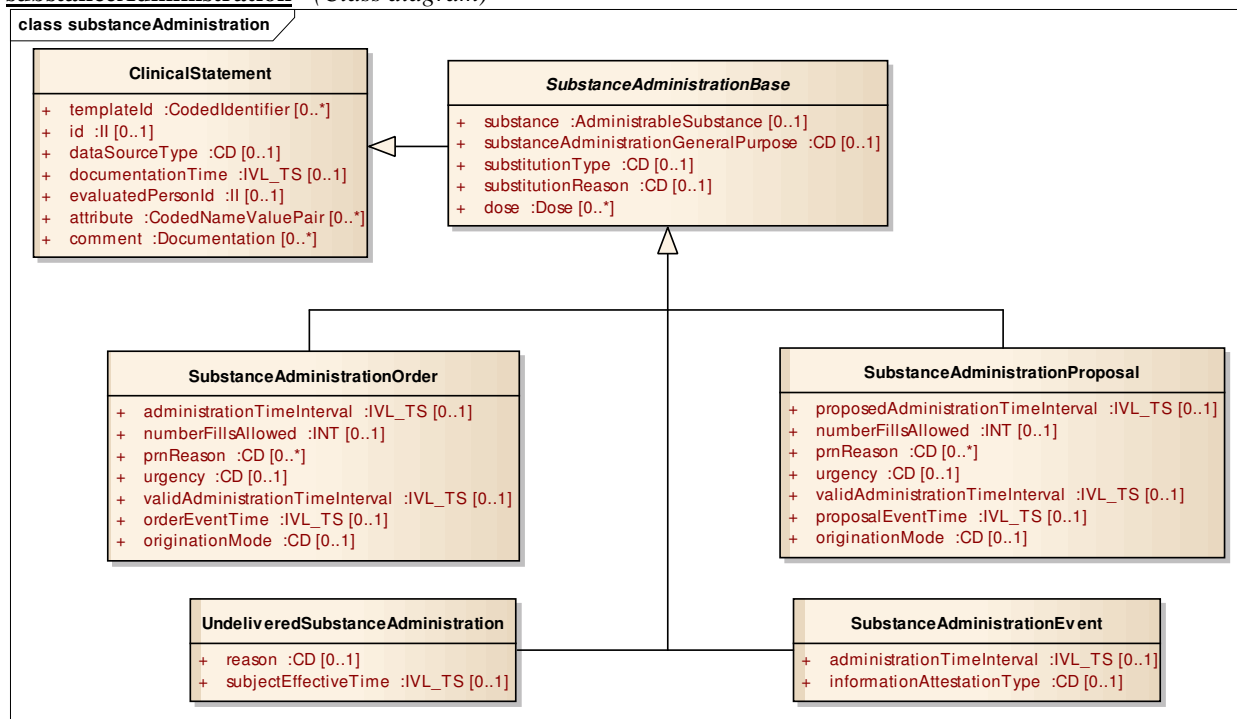 substanceAdministration (Class diagram)
class substanceAdministration
ClinicalStatement
+ templateId :CodedIdentifier [0..*]
+ id :II [0..1]
+ dataSourceType :CD [0..1]
+ documentationTime :IVL_TS [0..1]
+ evaluatedPersonId :II [0..1]
+ attribute :CodedNameValuePair [0..*]
+ comment :Documentation [0..*]
SubstanceAdministrationBase
+ substance :AdministrableSubstance [0..1]
+ substanceAdministrationGeneralPurpose :CD [0..1]
+ substitutionType :CD [0..1]
+ substitutionReason :CD [0..1]
+ dose :Dose [0..*]
SubstanceAdministrationOrder
+ administrationTimeInterval :IVL_TS [0..1]
+ numberFillsAllowed :INT [0..1]
+ prnReason :CD [0..*]
+ urgency :CD [0..1]
+ validAdministrationTimeInterval :IVL_TS [0..1]
+ orderEventTime :IVL_TS [0..1]
+ originationMode :CD [0..1]
SubstanceAdministrationProposal
+ proposedAdministrationTimeInterval :IVL_TS [0..1]
+ numberFillsAllowed :INT [0..1]
+ prnReason :CD [0..*]
+ urgency :CD [0..1]
+ validAdministrationTimeInterval :IVL_TS [0..1]
+ proposalEventTime :IVL_TS [0..1]
+ originationMode :CD [0..1]
UndeliveredSubstanceAdministration
+ reason :CD [0..1]
+ subjectEffectiveTime :IVL_TS [0..1]
SubstanceAdministrationEvent
+ administrationTimeInterval :IVL_TS [0..1]
+ informationAttestationType :CD [0..1]